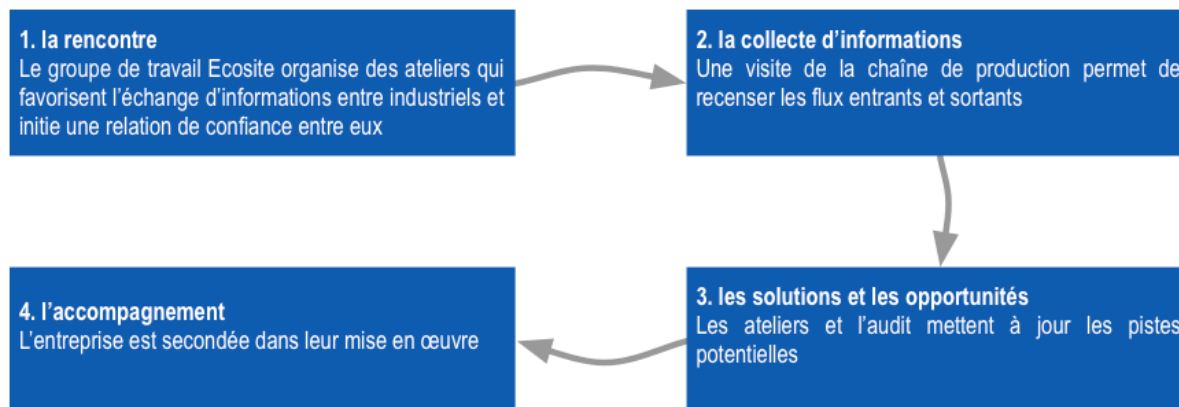 1. la rencontre
Le groupe de travail Ecosite organise des ateliers qui
favorisent l’échange d’informations entre industriels et
initie une relation de confiance entre eux
2. la collecte d’informations
Une visite de la chaîne de production permet de
recenser les flux entrants et sortants
3. les solutions et les opportunités
Les ateliers et l’audit mettent à jour les pistes
potentielles
4. l’accompagnement
L’entreprise est secondée dans leur mise en œuvre